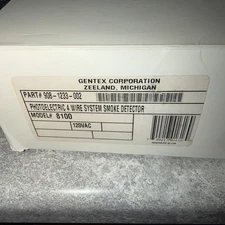 GENTEX CORPORATION
ZEELAND, MICHIGAN
PART# 908-1233-002
PHOTOELECTRIC 4 WIRE SYSTEM SMOKE DETECTOR
MODEL# 8100
120VAC